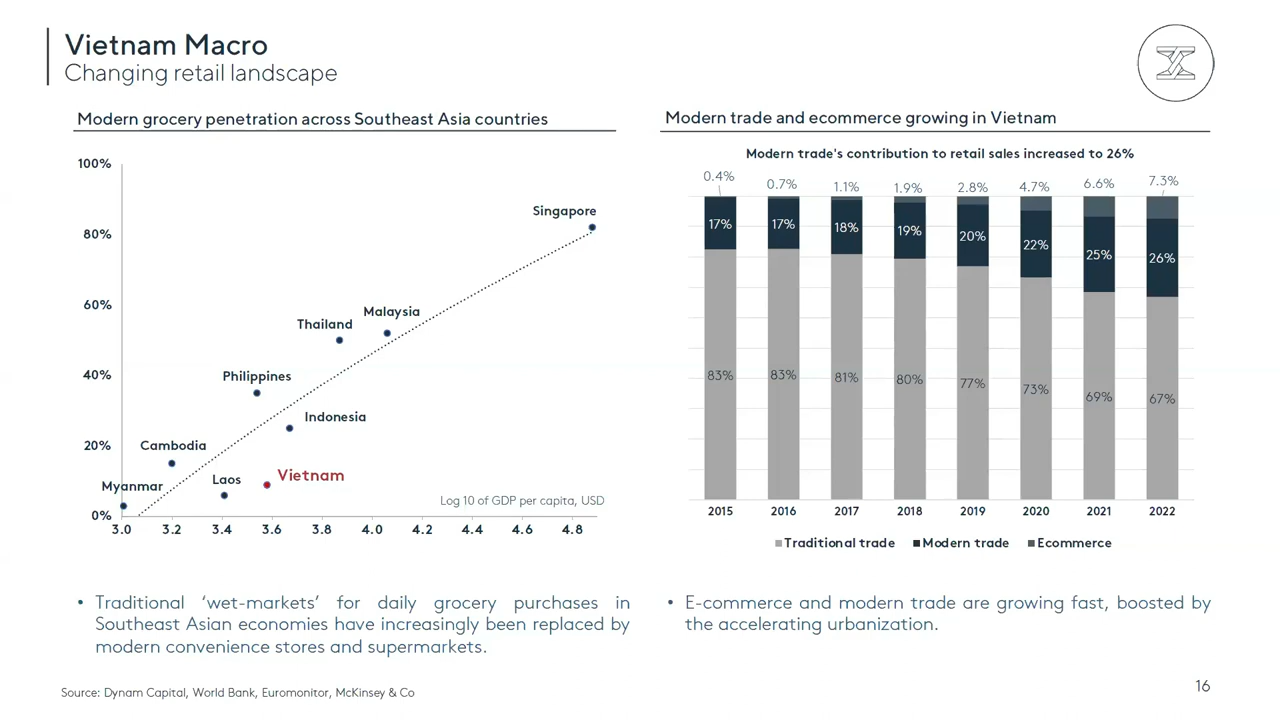 Vietnam Macro
Changing retail landscape
Modern grocery penetration across Southeast Asia countries
100%
80%
60%
40%
20%
0%
Singapore
Malaysia
Thailand
Philippines
Indonesia
Cambodia
Vietnam
Laos
Myanmar
Log 10 of GDP per capita, USD
3.0 3.2 3.4 3.6 3.8 4.0 4.2 4.4 4.6 4.8
• Traditional ‘wet-markets’ for daily grocery purchases in
Southeast Asian economies have increasingly been replaced by
modern convenience stores and supermarkets.
Modern trade and ecommerce growing in Vietnam
Modern trade's contribution to retail sales increased to 26%
0.4% 0.7% 1.1% 1.9% 2.8% 4.7% 6.6% 7.3%
17% 17% 18% 19% 20% 22% 25% 26%
83% 83% 81% 80% 77% 73% 69% 67%
2015 2016 2017 2018 2019 2020 2021 2022
Traditional trade Modern trade Ecommerce
• E-commerce and modern trade are growing fast, boosted by
the accelerating urbanization.
Source: Dynam Capital, World Bank, Euromonitor, McKinsey & Co
16